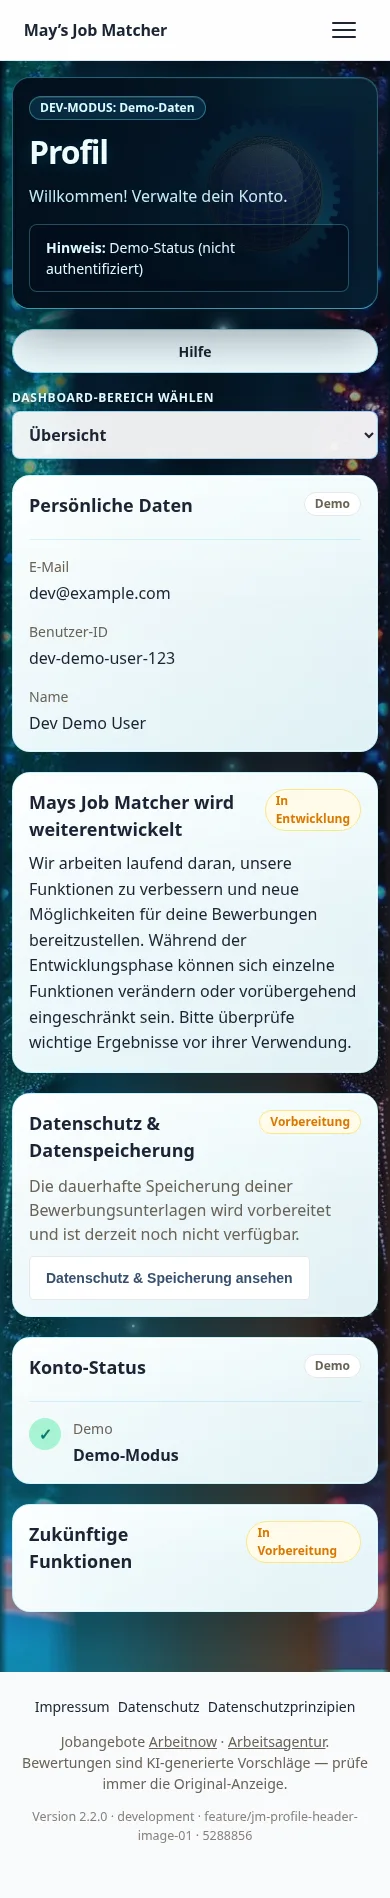 May’s Job Matcher
DEV-MODUS: Demo-Daten
Profil
Willkommen! Verwalte dein Konto.
Hinweis: Demo-Status (nicht
authentifiziert)
Hilfe
DASHBOARD-BEREICH WÄHLEN
Übersicht
Persönliche Daten
Demo
E-Mail
dev@example.com
Benutzer-ID
dev-demo-user-123
Name
Dev Demo User
Mays Job Matcher wird
weiterentwickelt
In
Entwicklung
Wir arbeiten laufend daran, unsere
Funktionen zu verbessern und neue
Möglichkeiten für deine Bewerbungen
bereitzustellen. Während der
Entwicklungsphase können sich einzelne
Funktionen verändern oder vorübergehend
eingeschränkt sein. Bitte überprüfe
wichtige Ergebnisse vor ihrer Verwendung.
Datenschutz &
Datenspeicherung
Vorbereitung
Die dauerhafte Speicherung deiner
Bewerbungsunterlagen wird vorbereitet
und ist derzeit noch nicht verfügbar.
Datenschutz & Speicherung ansehen
Konto-Status
Demo
✓
Demo
Demo-Modus
Zukünftige
Funktionen
In
Vorbereitung
Impressum Datenschutz Datenschutzprinzipien
Jobangebote Arbeitnow · Arbeitsagentur.
Bewertungen sind KI-generierte Vorschläge — prüfe
immer die Original-Anzeige.
Version 2.2.0 · development · feature/jm-profile-header-
image-01 · 5288856